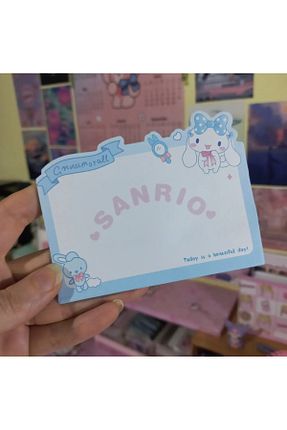 Cinnamoroll
SANRIO
Today is a beautiful day!